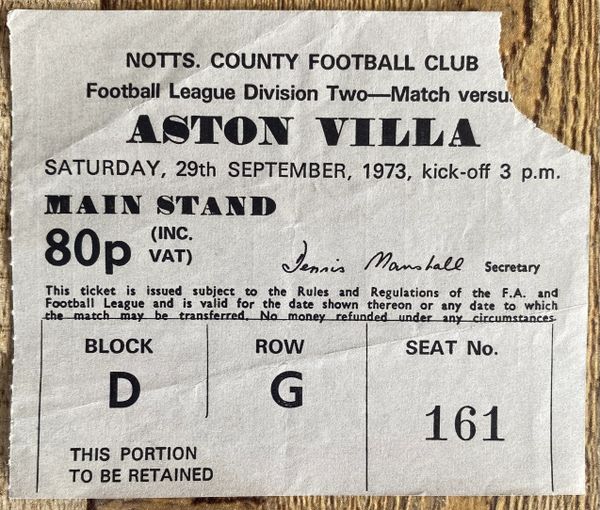 NOTTS. COUNTY FOOTBALL CLUB
Football League Division Two—Match versu
ASTON VILLA
SATURDAY, 29th SEPTEMBER, 1973, kick-off 3 p.m.
MAIN STAND
80p (INC. VAT)
Dennis Marshall Secretary
This ticket is issued subject to the Rules and Regulations of the F.A. and
Football League and is valid for the date shown thereon or any date to which
the match may be transferred. No money refunded under any circumstances
BLOCK ROW SEAT No.
D G 161
THIS PORTION
TO BE RETAINED